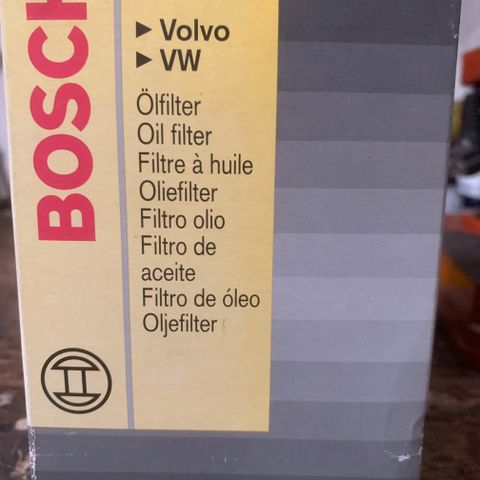 BOSCH
► Volvo
► VW
Ölfilter
Oil filter
Filtre à huile
Oliefilter
Filtro olio
Filtro de
aceite
Filtro de óleo
Oljefilter